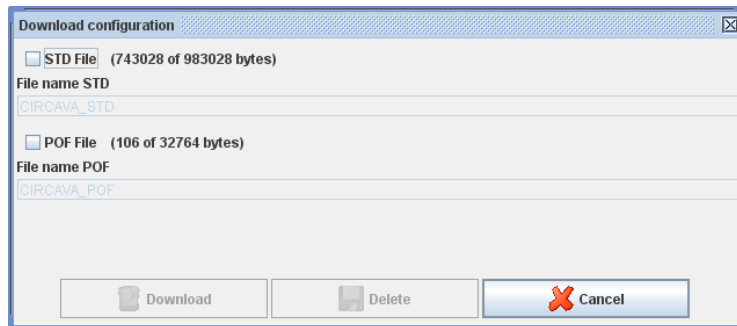 Download configuration
STD File (743028 of 983028 bytes)
File name STD
CIRCAVA_STD
POF File (106 of 32764 bytes)
File name POF
CIRCAVA_POF
Download Delete Cancel